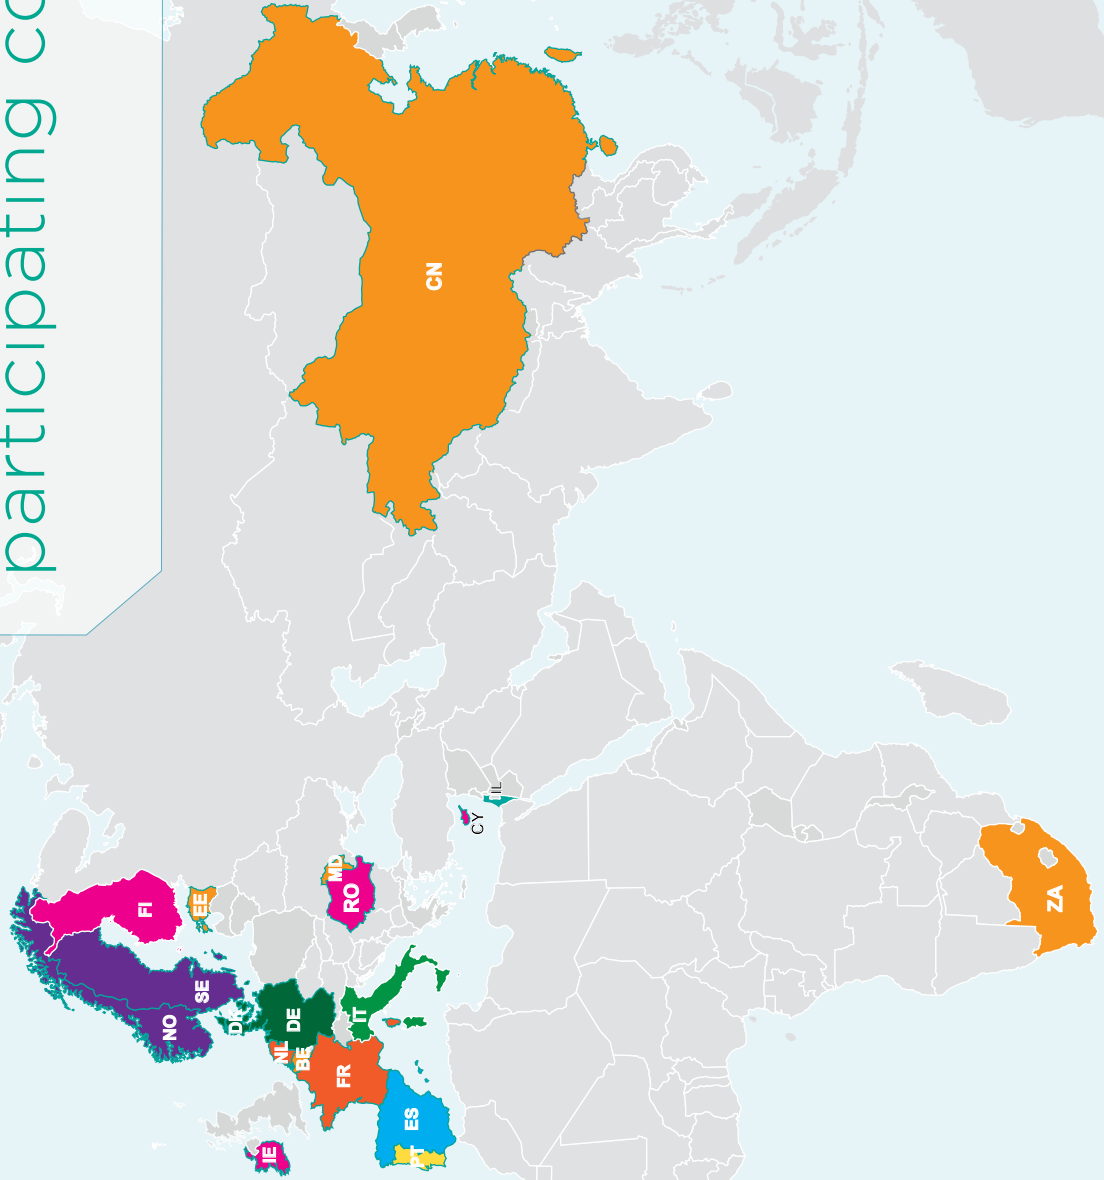 participating co
FI
NO
SE
EE
DK
IE
NL
DE
BE
MD
FR
RO
IT
ES
PT
CN
CY
IL
ZA